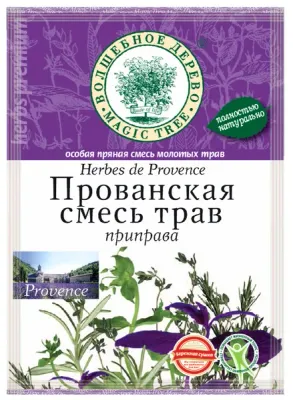 herbs premium
ВОЛШЕБНОЕ ДЕРЕВО
®
MAGIC TREE
полностью
натурально
особая пряная смесь молотых трав
Herbes de Provence
Прованская
смесь трав
приправа
Provence